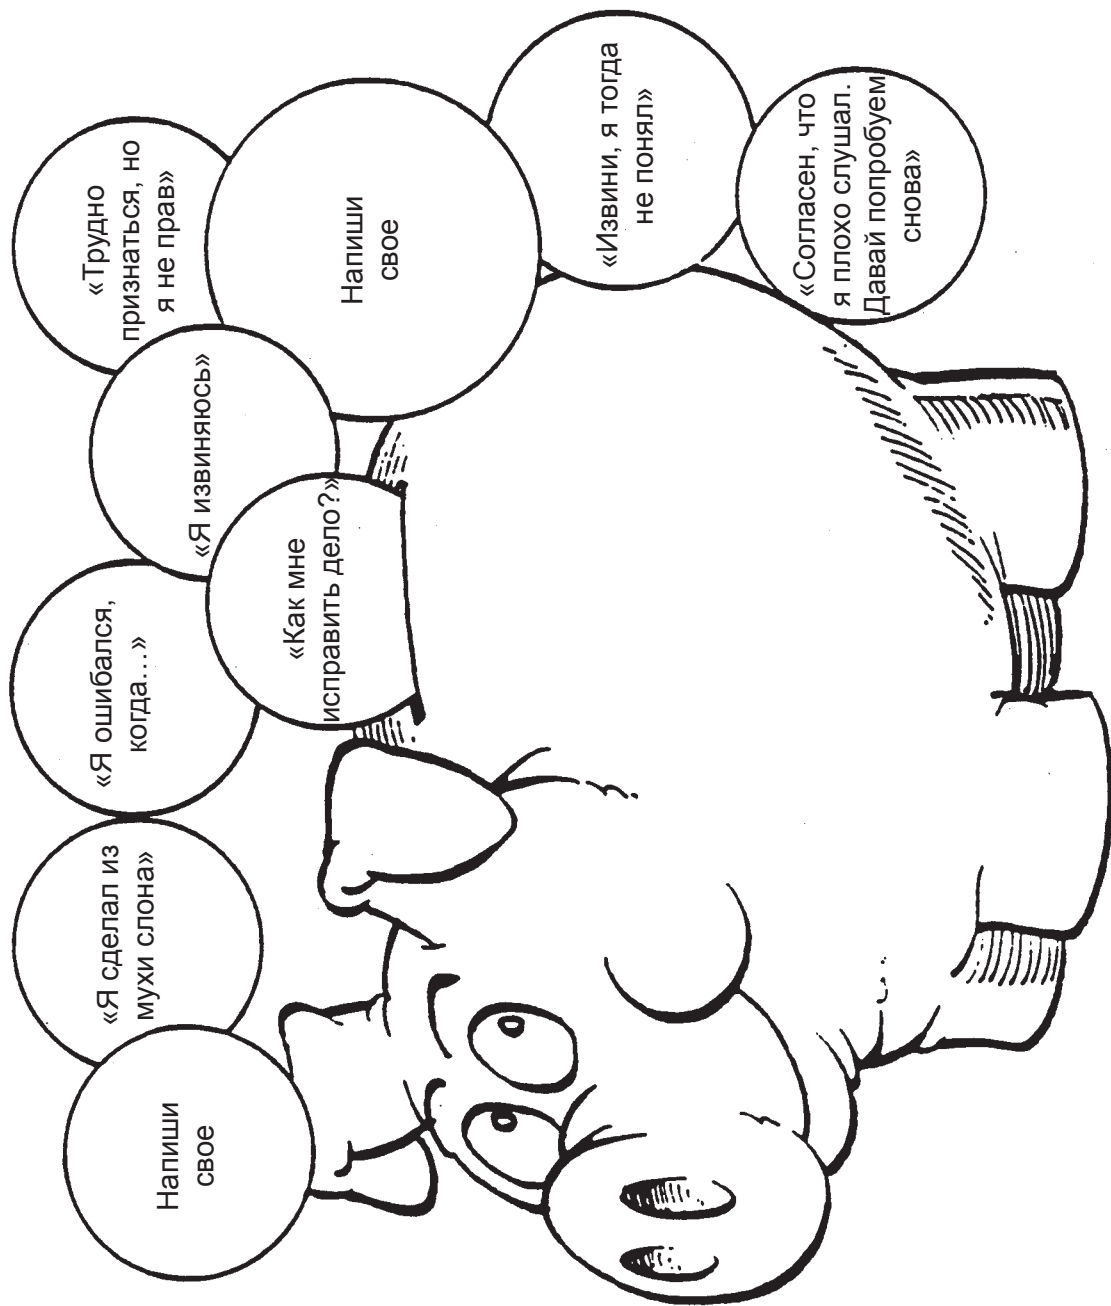 Напиши
свое
«Я сделал из
мухи слона»
«Я ошибался,
когда...»
«Как мне
исправить дело?»
«Я извиняюсь»
«Трудно
признаться, но
я не прав»
Напиши
свое
«Извини, я тогда
не понял»
«Согласен, что
я плохо слушал.
Давай попробуем
снова»